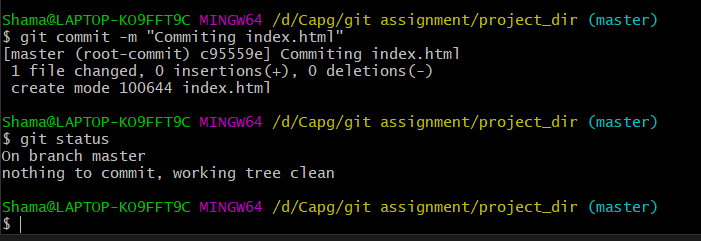 Shama@LAPTOP-KO9FFT9C MINGW64 /d/Capg/git assignment/project_dir (master)
$ git commit -m "Commiting index.html"
[master (root-commit) c95559e] Commiting index.html
 1 file changed, 0 insertions(+), 0 deletions(-)
 create mode 100644 index.html
Shama@LAPTOP-KO9FFT9C MINGW64 /d/Capg/git assignment/project_dir (master)
$ git status
On branch master
nothing to commit, working tree clean
Shama@LAPTOP-KO9FFT9C MINGW64 /d/Capg/git assignment/project_dir (master)
$